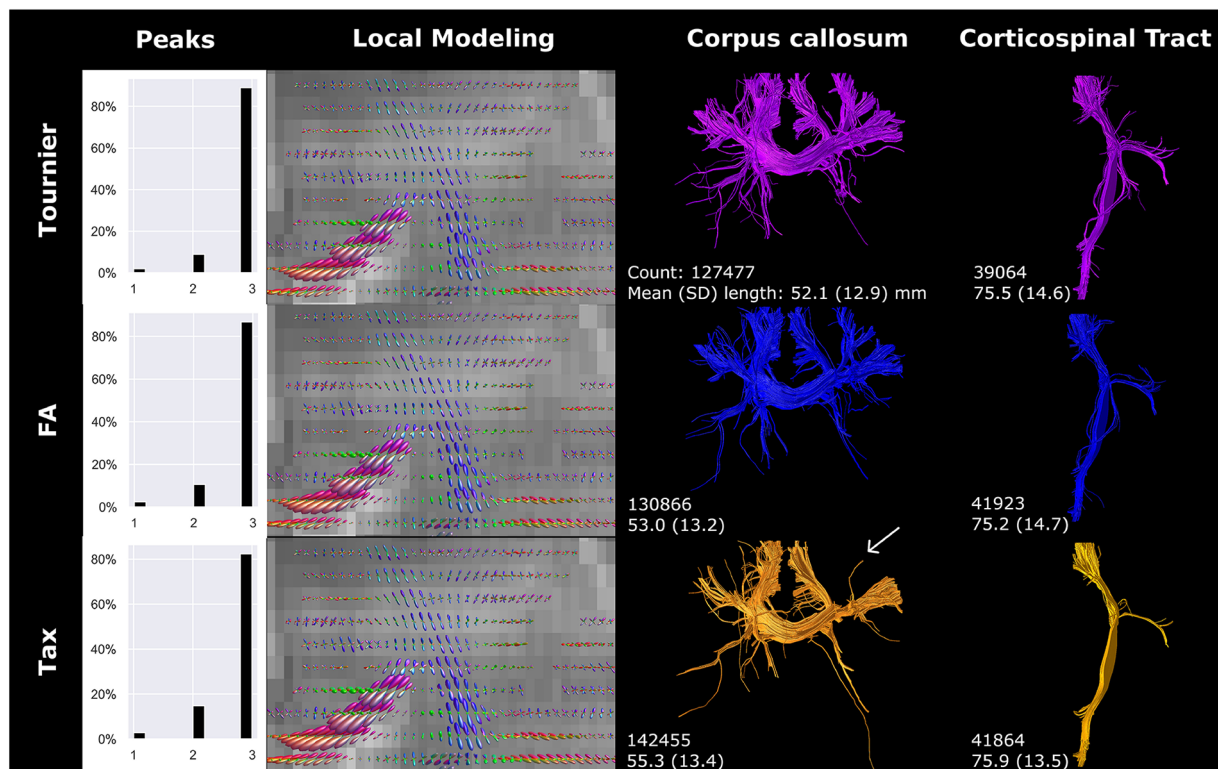 Peaks
Local Modeling
Corpus callosum
Corticospinal Tract
Tournier
80%
60%
40%
20%
0%
1 2 3
Count: 127477
Mean (SD) length: 52.1 (12.9) mm
39064
75.5 (14.6)
FA
80%
60%
40%
20%
0%
1 2 3
130866
53.0 (13.2)
41923
75.2 (14.7)
Tax
80%
60%
40%
20%
0%
1 2 3
142455
55.3 (13.4)
41864
75.9 (13.5)